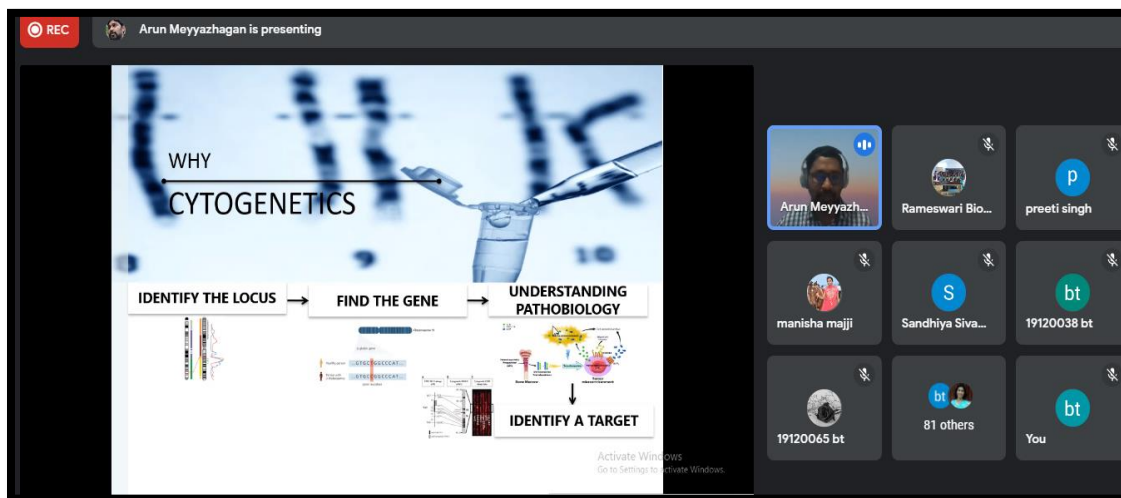 REC
Arun Meyyazhagan is presenting
WHY
CYTOGENETICS
9
10
IDENTIFY THE LOCUS
FIND THE GENE
UNDERSTANDING
PATHOBIOLOGY
IDENTIFY A TARGET
Activate Windows
Go to Settings to activate Windows.
Arun Meyyazh...
Rameswari Bio...
p
preeti singh
manisha majji
S
Sandhiya Siva...
bt
19120038 bt
19120065 bt
bt
81 others
bt
You